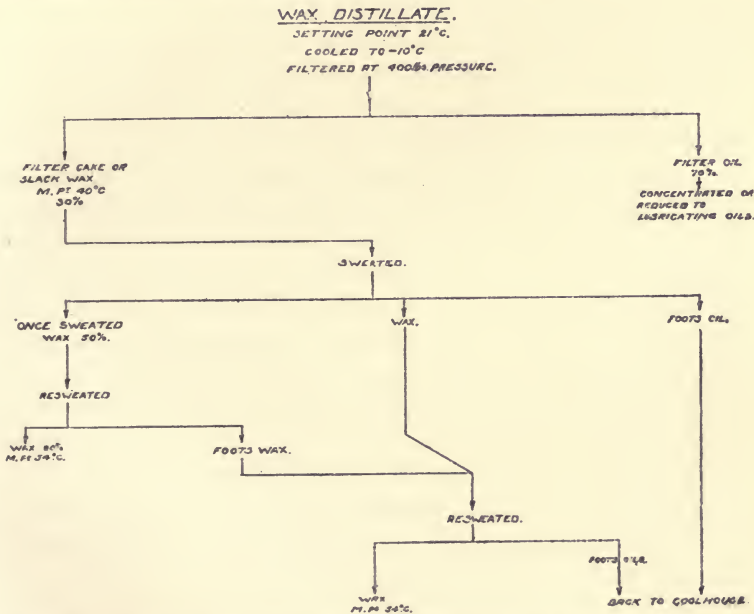 WAX DISTILLATE.
SETTING POINT 21°C.
COOLED TO -10°C
FILTERED AT 400lbs. PRESSURE.
FILTER CAKE OR
SLACK WAX
M. PT 40°C
30%
FILTER OIL
70%
CONCENTRATED OR
REDUCED TO
LUBRICATING OILS.
SWEATED.
ONCE SWEATED
WAX 50%.
WAX.
FOOTS OIL.
RESWEATED
WAX 80%
M. Pt 54°C.
FOOTS WAX.
RESWEATED.
FOOTS OILS
WAX
M. Pt 54°C.
BACK TO COOLHOUSE